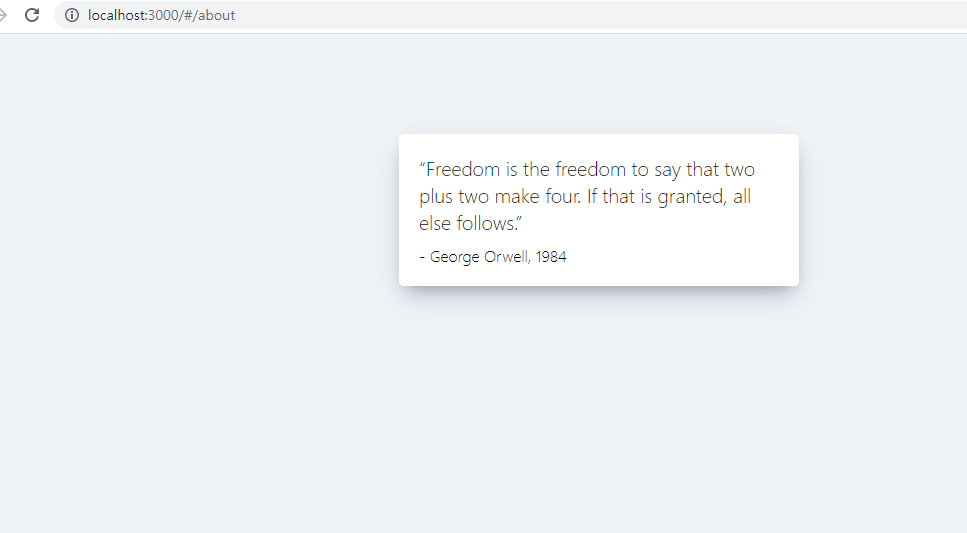 localhost:3000/#/about
“Freedom is the freedom to say that two
plus two make four. If that is granted, all
else follows.”
- George Orwell, 1984